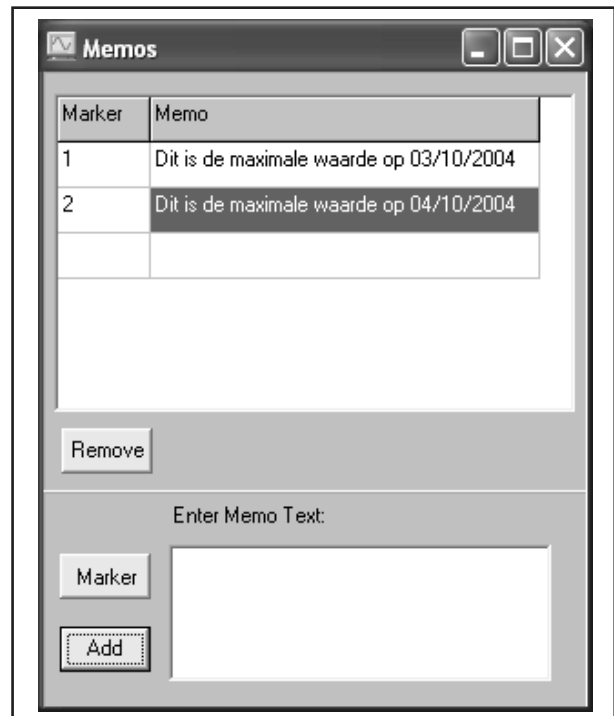 Memos
Marker Memo
1 Dit is de maximale waarde op 03/10/2004
2 Dit is de maximale waarde op 04/10/2004
Remove
Enter Memo Text:
Marker
Add